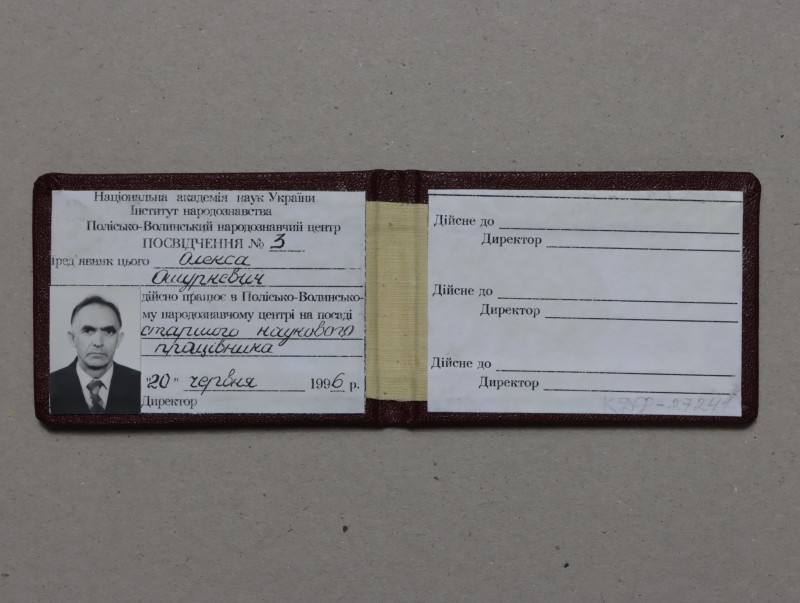 Національна академія наук України
Інститут народознавства
Полісько-Волинський народознавчий центр
ПОСВІДЧЕННЯ № 3
Пред'явник цього Олекса
Ошуркевич
дійсно працює в Полісько-Волинсько-
му народознавчому центрі на посаді
старшого наукового
працівника
"20" червня 1996 р.
Директор
Дійсне до
Директор
Дійсне до
Директор
Дійсне до
Директор